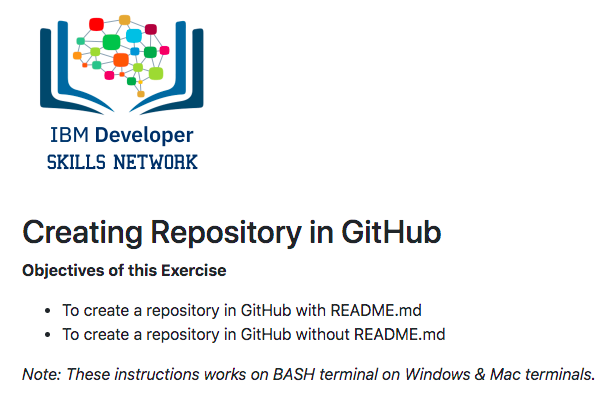 IBM Developer
SKILLS NETWORK
Creating Repository in GitHub
Objectives of this Exercise
• To create a repository in GitHub with README.md
• To create a repository in GitHub without README.md
Note: These instructions works on BASH terminal on Windows & Mac terminals.